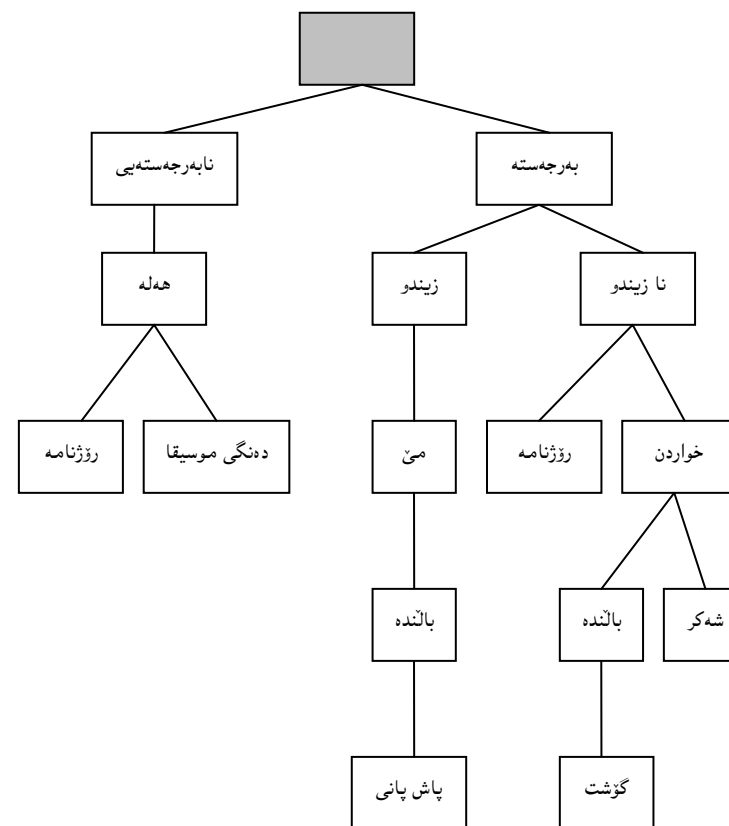 نابەرجەستەیی
بەرجەستە
هەلە
زیندو
نا زیندو
رۆژنامە
دەنگی موسیقا
مێ
رۆژنامە
خواردن
باڵندە
باڵندە
شەکر
پاش پانی
گۆشت